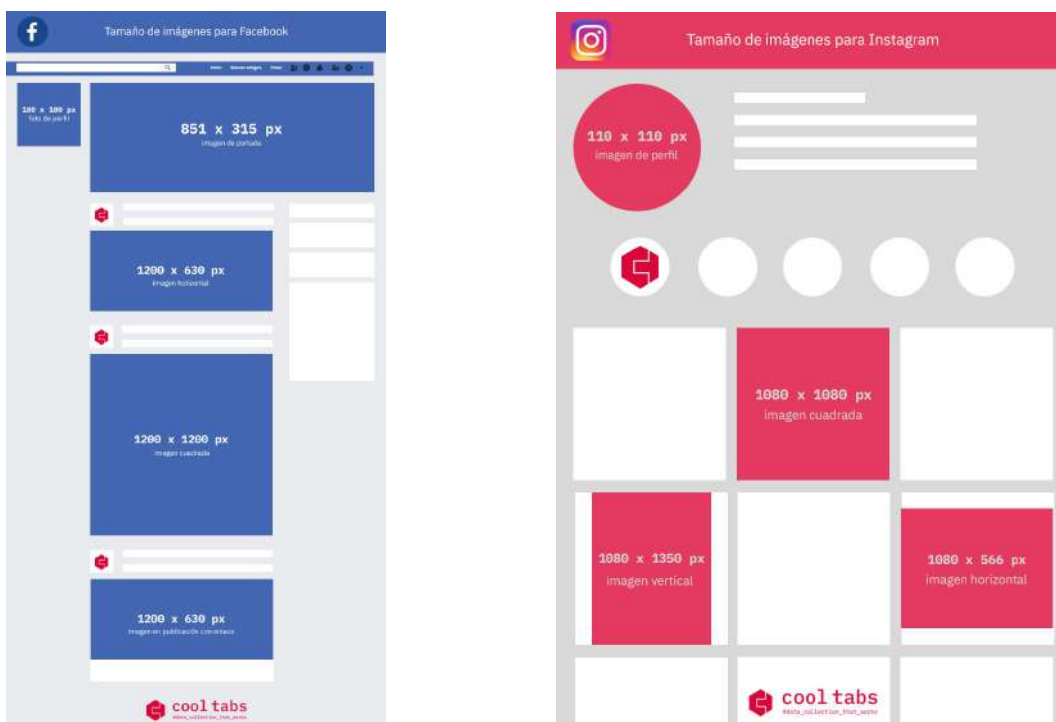 Tamaño de imágenes para Facebook
180 x 180 px
foto de perfil
851 x 315 px
imagen de portada
1200 x 630 px
imagen horizontal
1200 x 1200 px
imagen cuadrada
1200 x 630 px
imagen en publicación con enlace
cool tabs
#data_collection_that_works
Tamaño de imágenes para Instagram
110 x 110 px
imagen de perfil
1080 x 1080 px
imagen cuadrada
1080 x 1350 px
imagen vertical
1080 x 566 px
imagen horizontal
cool tabs
#data_collection_that_works